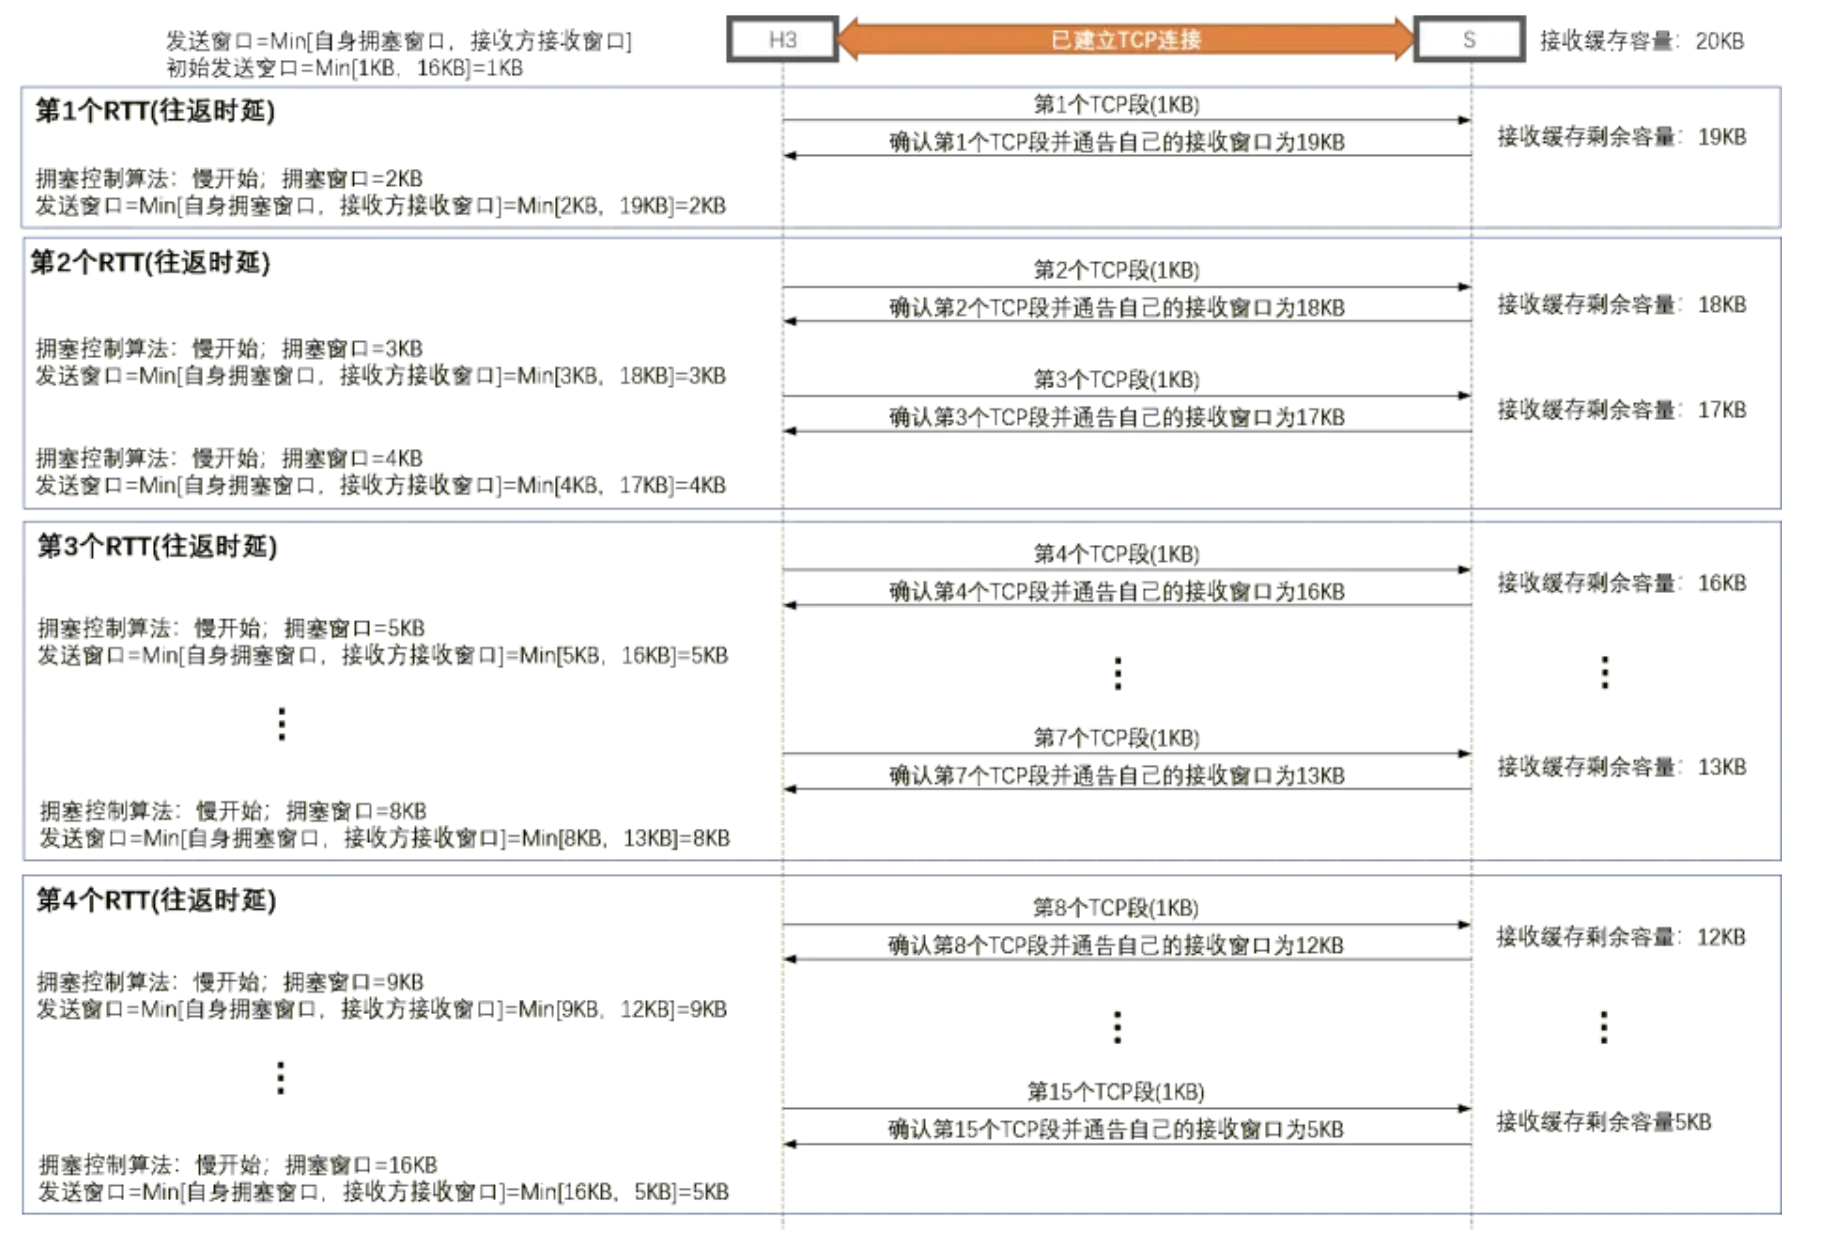 发送窗口=Min[自身拥塞窗口，接收方接收窗口]
初始发送窒口=Min[1KB，16KB]=1KB
H3
已建立TCP连接
S
接收缓存容量：20KB
第1个RTT(往返时延)
第1个TCP段(1KB)
确认第1个TCP段并通告自己的接收窗口为19KB
接收缓存剩余容量：19KB
拥塞控制算法：慢开始；拥塞窗口=2KB
发送窗口=Min[自身拥塞窗口，接收方接收窗口]=Min[2KB，19KB]=2KB
第2个RTT(往返时延)
第2个TCP段(1KB)
确认第2个TCP段并通告自己的接收窗口为18KB
接收缓存剩余容量：18KB
拥塞控制算法：慢开始；拥塞窗口=3KB
发送窗口=Min[自身拥塞窗口，接收方接收窗口]=Min[3KB，18KB]=3KB
第3个TCP段(1KB)
确认第3个TCP段并通告自己的接收窗口为17KB
接收缓存剩余容量：17KB
拥塞控制算法：慢开始；拥塞窗口=4KB
发送窗口=Min[自身拥塞窗口，接收方接收窗口]=Min[4KB，17KB]=4KB
第3个RTT(往返时延)
第4个TCP段(1KB)
确认第4个TCP段并通告自己的接收窗口为16KB
接收缓存剩余容量：16KB
拥塞控制算法：慢开始；拥塞窗口=5KB
发送窗口=Min[自身拥塞窗口，接收方接收窗口]=Min[5KB，16KB]=5KB
第7个TCP段(1KB)
确认第7个TCP段并通告自己的接收窗口为13KB
接收缓存剩余容量：13KB
拥塞控制算法：慢开始；拥塞窗口=8KB
发送窗口=Min[自身拥塞窗口，接收方接收窗口]=Min[8KB，13KB]=8KB
第4个RTT(往返时延)
第8个TCP段(1KB)
确认第8个TCP段并通告自己的接收窗口为12KB
接收缓存剩余容量：12KB
拥塞控制算法：慢开始；拥塞窗口=9KB
发送窗口=Min[自身拥塞窗口，接收方接收窗口]=Min[9KB，12KB]=9KB
第15个TCP段(1KB)
确认第15个TCP段并通告自己的接收窗口为5KB
接收缓存剩余容量5KB
拥塞控制算法：慢开始；拥塞窗口=16KB
发送窗口=Min[自身拥塞窗口，接收方接收窗口]=Min[16KB，5KB]=5KB